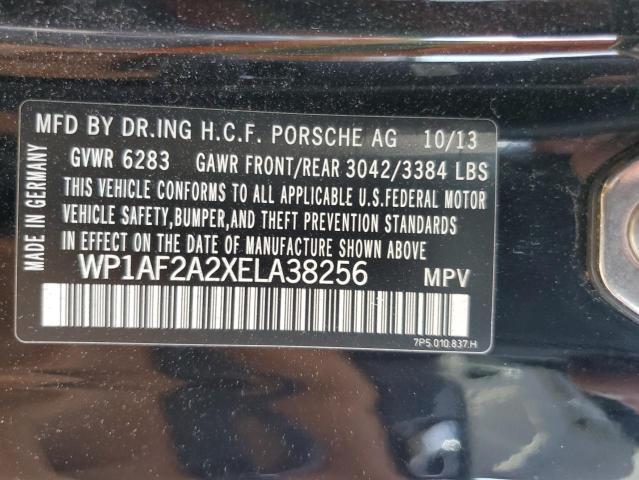 MFD BY DR.ING H.C.F. PORSCHE AG 10/13
GVWR 6283 GAWR FRONT/REAR 3042/3384 LBS
THIS VEHICLE CONFORMS TO ALL APPLICABLE U.S.FEDERAL MOTOR
VEHICLE SAFETY,BUMPER,AND THEFT PREVENTION STANDARDS
IN EFFECT ON THE DATE OF MANUFACTURE SHOWN ABOVE.
WP1AF2A2XELA38256 MPV
7P5.010.837.H
MADE IN GERMANY